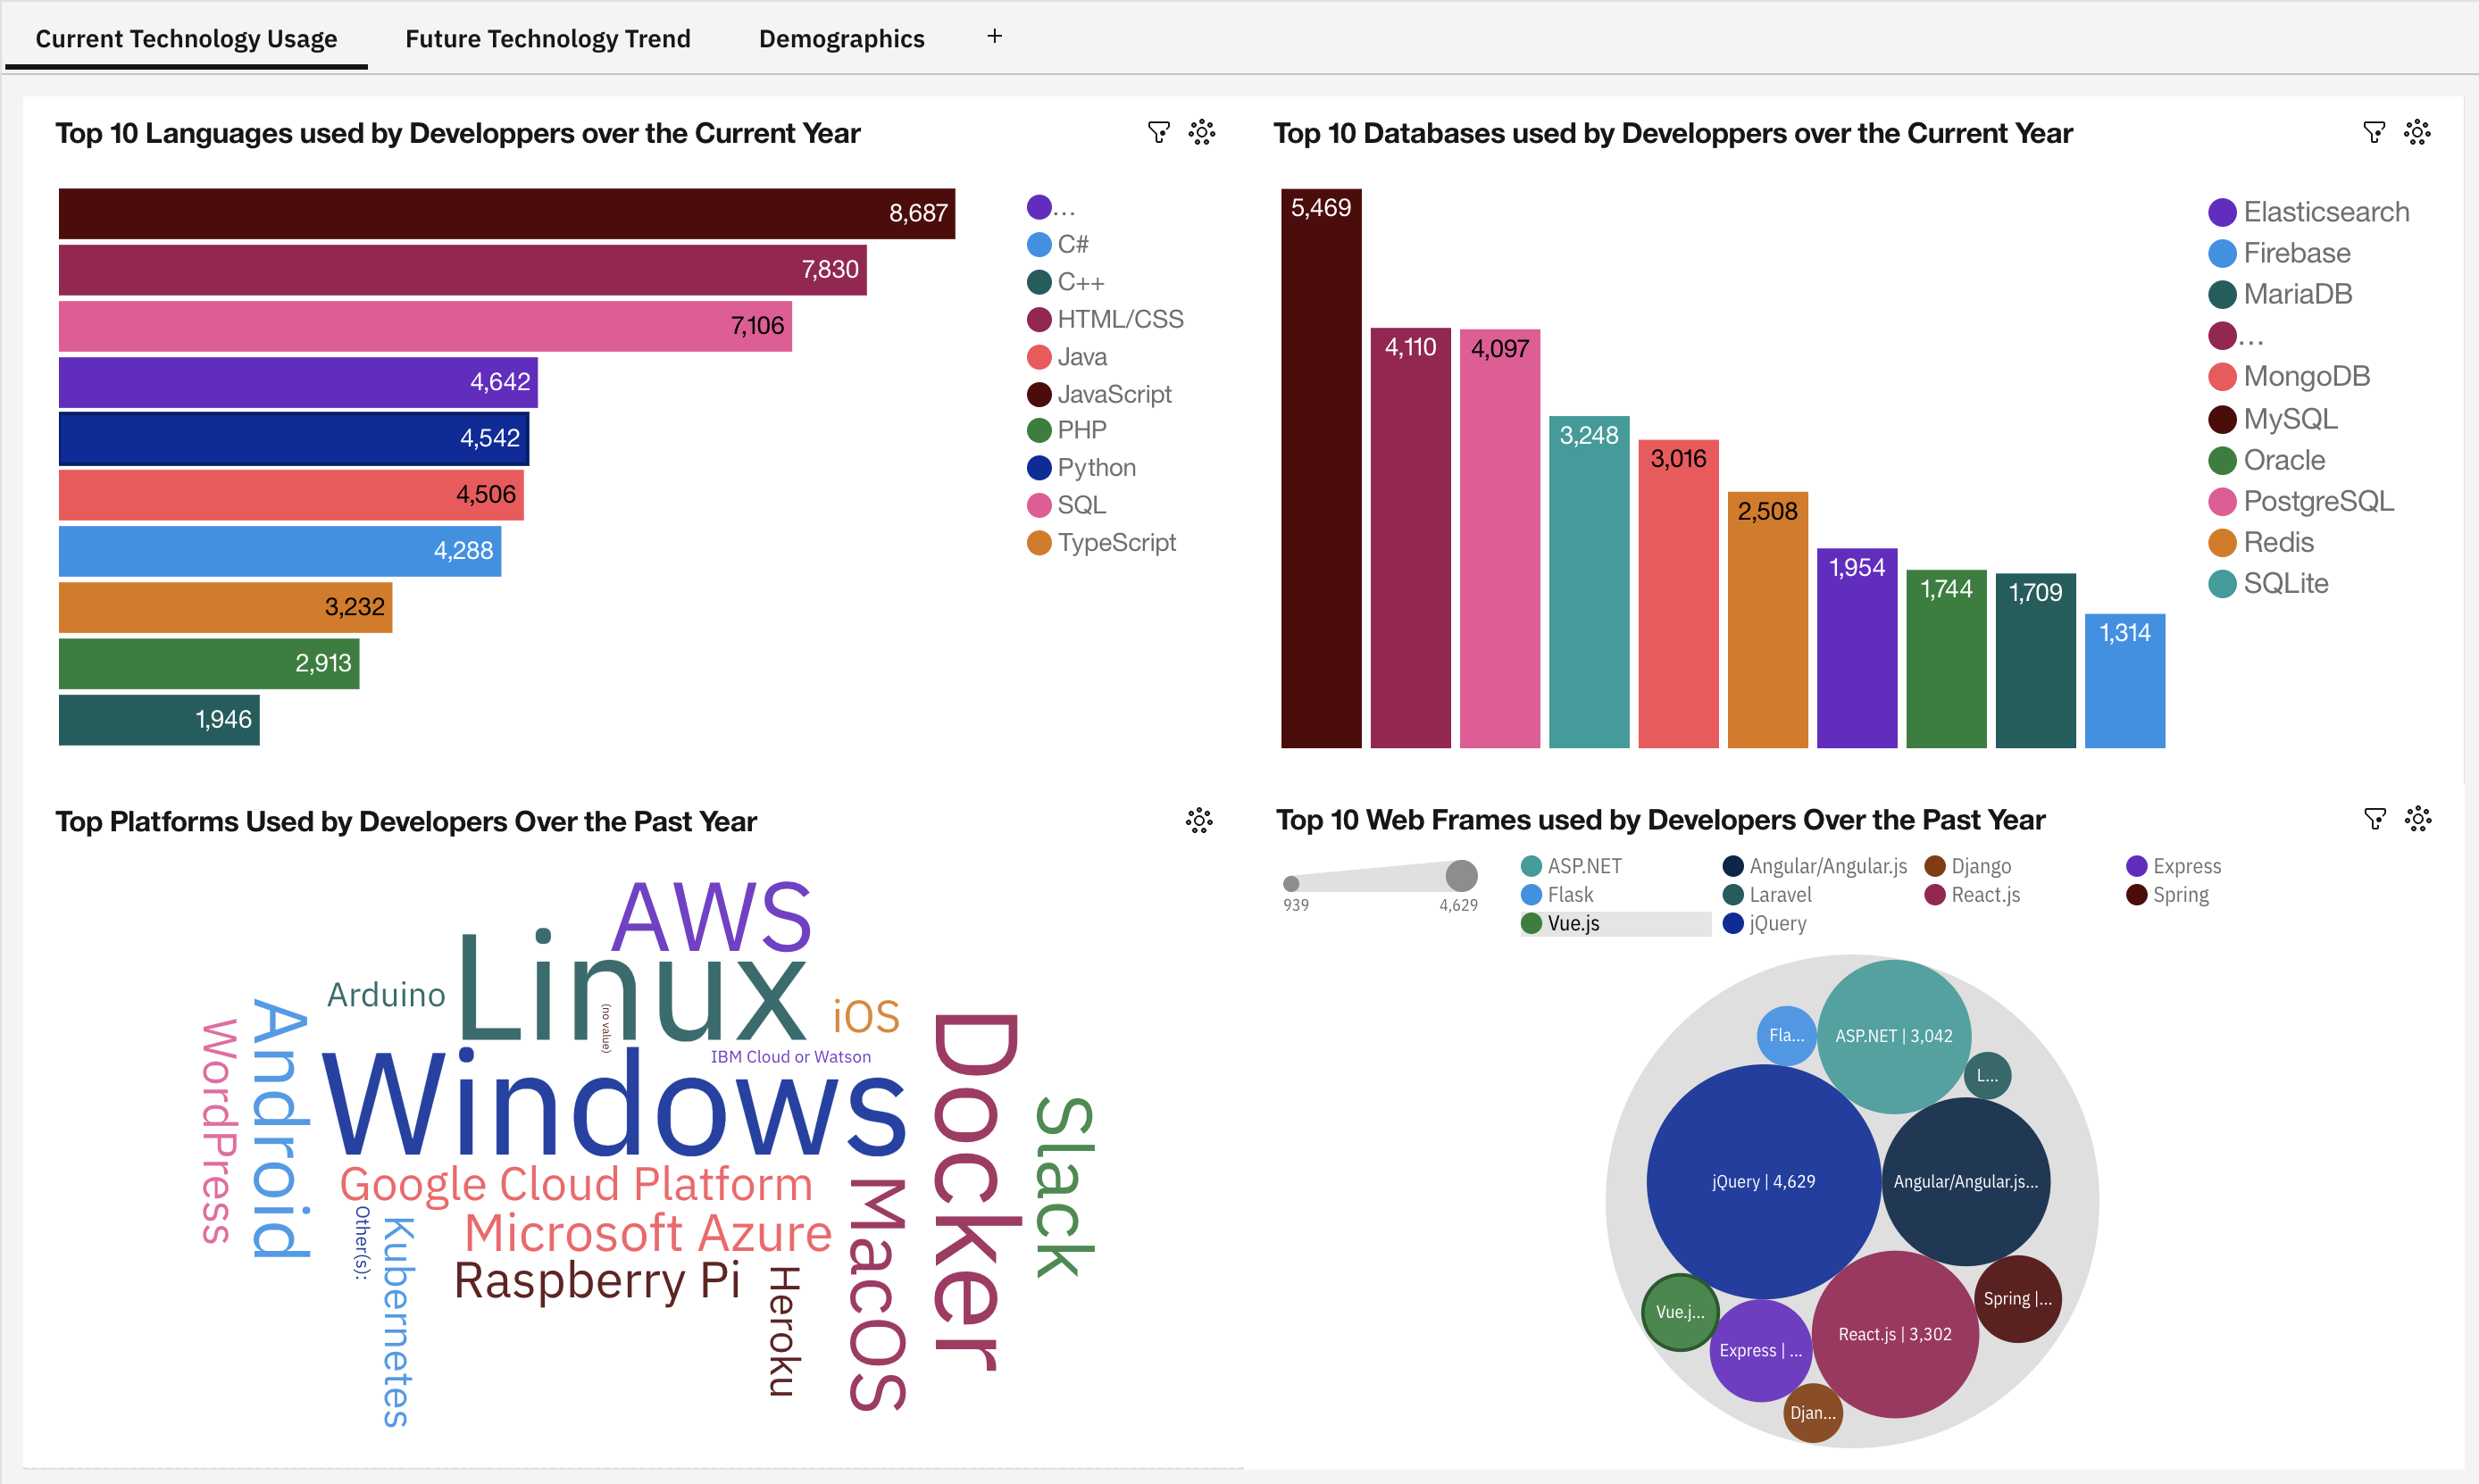 Current Technology Usage
Future Technology Trend
Demographics
+
Top 10 Languages used by Developpers over the Current Year
8,687
7,830
7,106
4,642
4,542
4,506
4,288
3,232
2,913
1,946
...
C#
C++
HTML/CSS
Java
JavaScript
PHP
Python
SQL
TypeScript
Top 10 Databases used by Developpers over the Current Year
5,469
4,110
4,097
3,248
3,016
2,508
1,954
1,744
1,709
1,314
Elasticsearch
Firebase
MariaDB
...
MongoDB
MySQL
Oracle
PostgreSQL
Redis
SQLite
Top Platforms Used by Developers Over the Past Year
AWS
Linux
Arduino
(no value)
iOS
IBM Cloud or Watson
WordPress
Android
Windows
Docker
Slack
Google Cloud Platform
Other(s):
Kubernetes
Microsoft Azure
MacOS
Raspberry Pi
Heroku
Top 10 Web Frames used by Developers Over the Past Year
939
4,629
ASP.NET
Angular/Angular.js
Django
Express
Flask
Laravel
React.js
Spring
Vue.js
jQuery
Fla...
ASP.NET | 3,042
L...
jQuery | 4,629
Angular/Angular.js...
Vue.j...
Express | ...
React.js | 3,302
Spring |...
Djan...